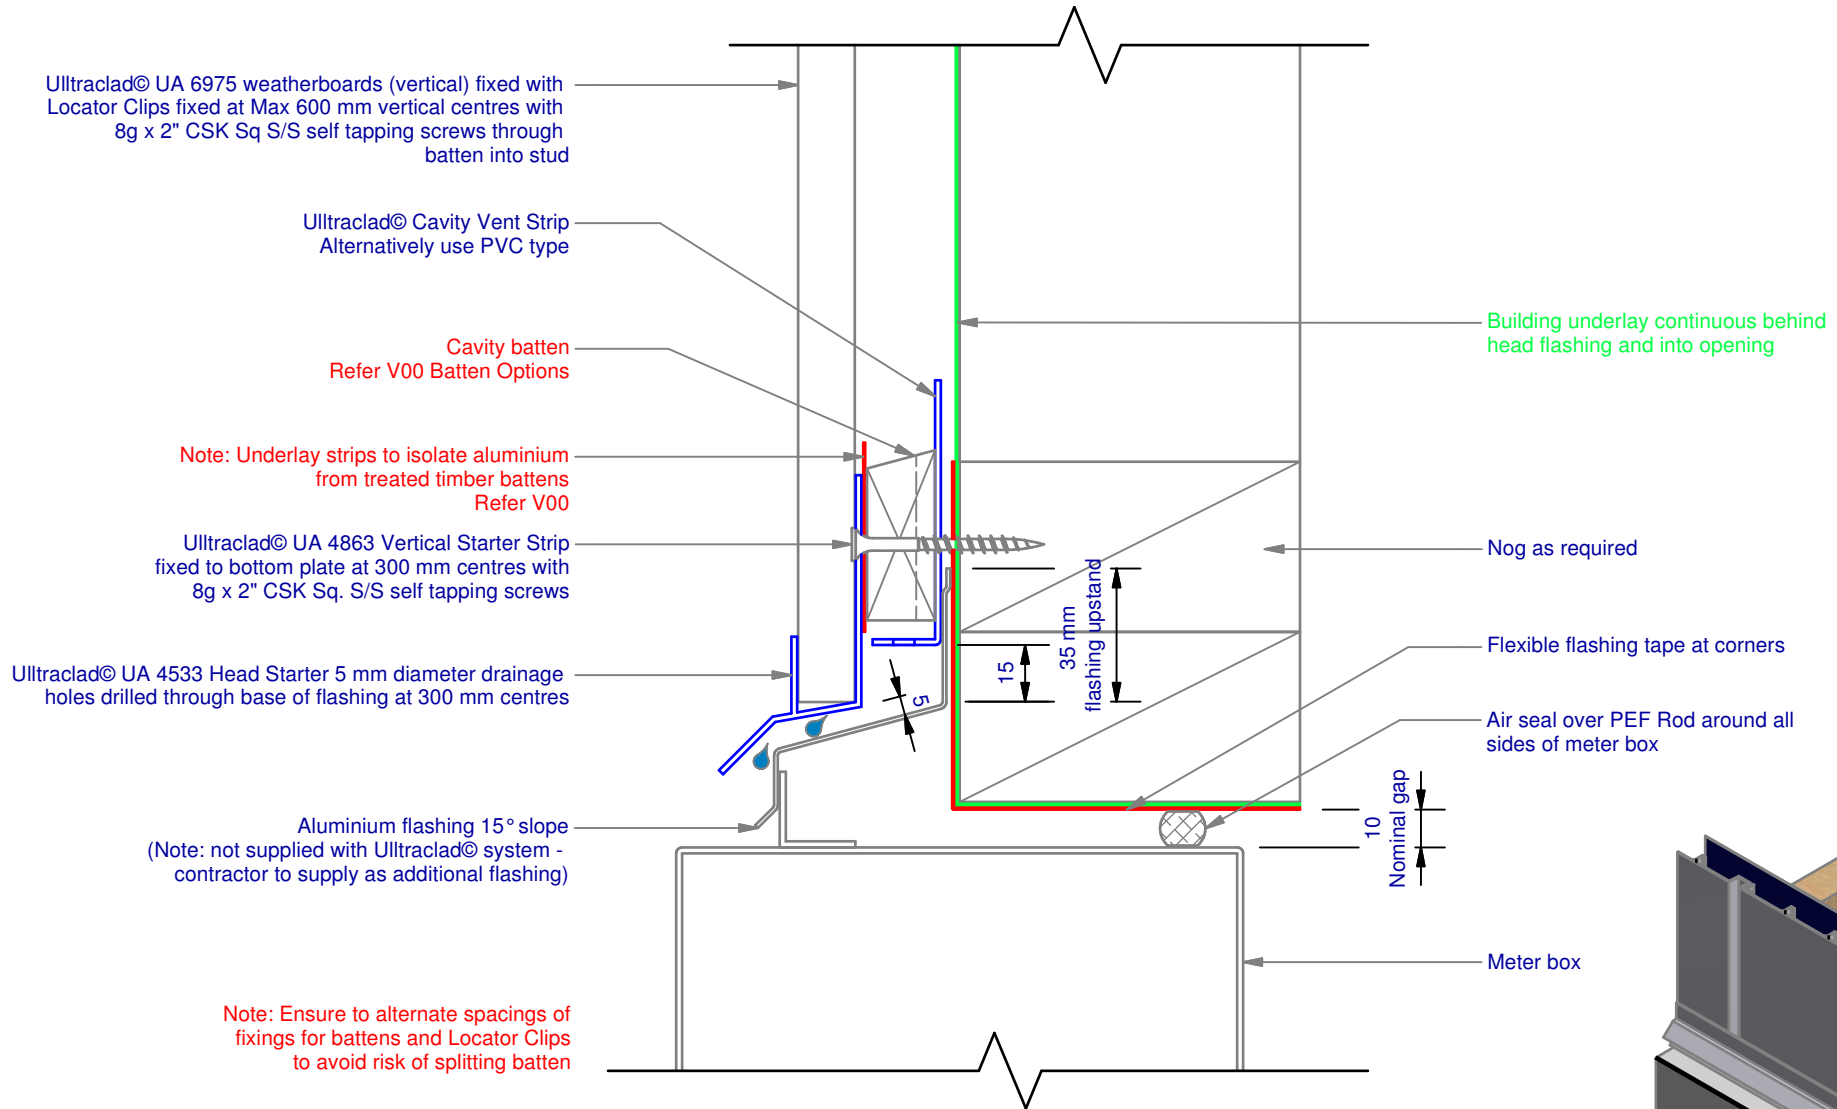 Ulltraclad© UA 6975 weatherboards (vertical) fixed with
Locator Clips fixed at Max 600 mm vertical centres with
8g x 2" CSK Sq S/S self tapping screws through
batten into stud
Ulltraclad© Cavity Vent Strip
Alternatively use PVC type
Cavity batten
Refer V00 Batten Options
Note: Underlay strips to isolate aluminium
from treated timber battens
Refer V00
Ulltraclad© UA 4863 Vertical Starter Strip
fixed to bottom plate at 300 mm centres with
8g x 2" CSK Sq. S/S self tapping screws
Ulltraclad© UA 4533 Head Starter 5 mm diameter drainage
holes drilled through base of flashing at 300 mm centres
Aluminium flashing 15° slope
(Note: not supplied with Ulltraclad© system -
contractor to supply as additional flashing)
Note: Ensure to alternate spacings of
fixings for battens and Locator Clips
to avoid risk of splitting batten
5
15
35 mm
flashing upstand
10
Nominal gap
Building underlay continuous behind
head flashing and into opening
Nog as required
Flexible flashing tape at corners
Air seal over PEF Rod around all
sides of meter box
Meter box